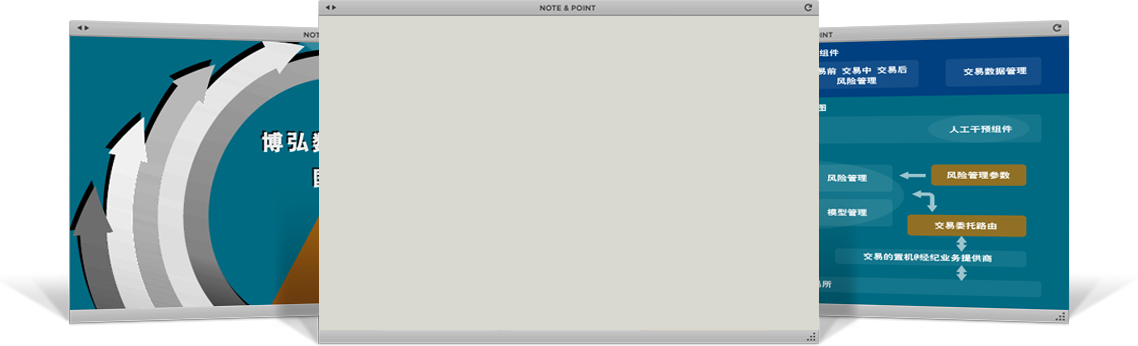 NOTE & POINT
NOT
博弘数
POINT
组件
易前 交易中 交易后
风险管理
交易数据管理
图
人工干预组件
风险管理
风险管理参数
模型管理
交易委托路由
交易的置机@经纪业务提供商
易所